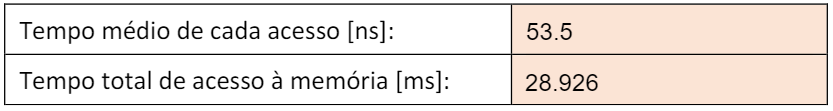 Tempo médio de cada acesso [ns]: 53.5
Tempo total de acesso à memória [ms]: 28.926